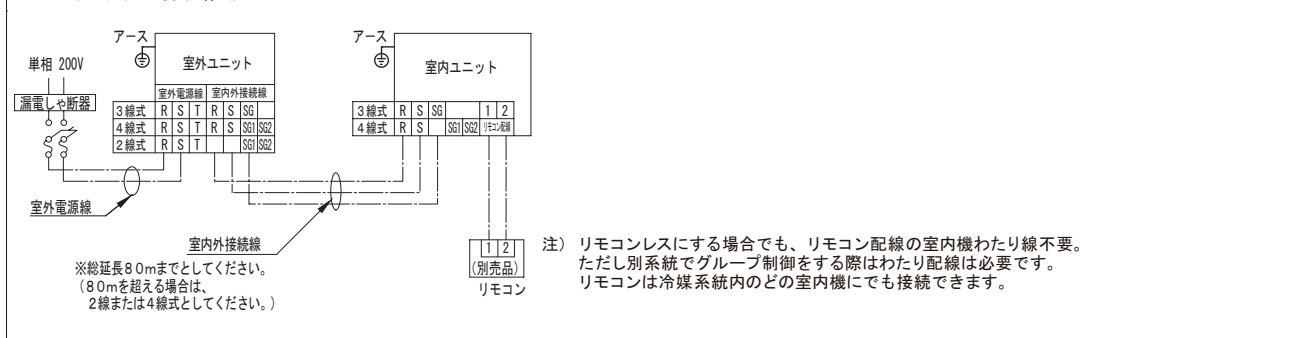 アース
単相 200V
漏電しゃ断器
室外ユニット
室外電源線 室内外接続線
3線式 R S T R S SG
4線式 R S T R S SG1 SG2
2線式 R S T SG1 SG2
室外電源線
アース
室内ユニット
3線式 R S SG 1 2
4線式 R S SG1 SG2 リモコン配線
室内外接続線
※総延長80mまでとしてください。
(80mを超える場合は、
2線または4線式としてください。)
1 2
(別売品)
リモコン
注) リモコンレスにする場合でも、リモコン配線の室内機わたり線不要。
ただし別系統でグループ制御をする際はわたり配線は必要です。
リモコンは冷媒系統内のどの室内機にでも接続できます。